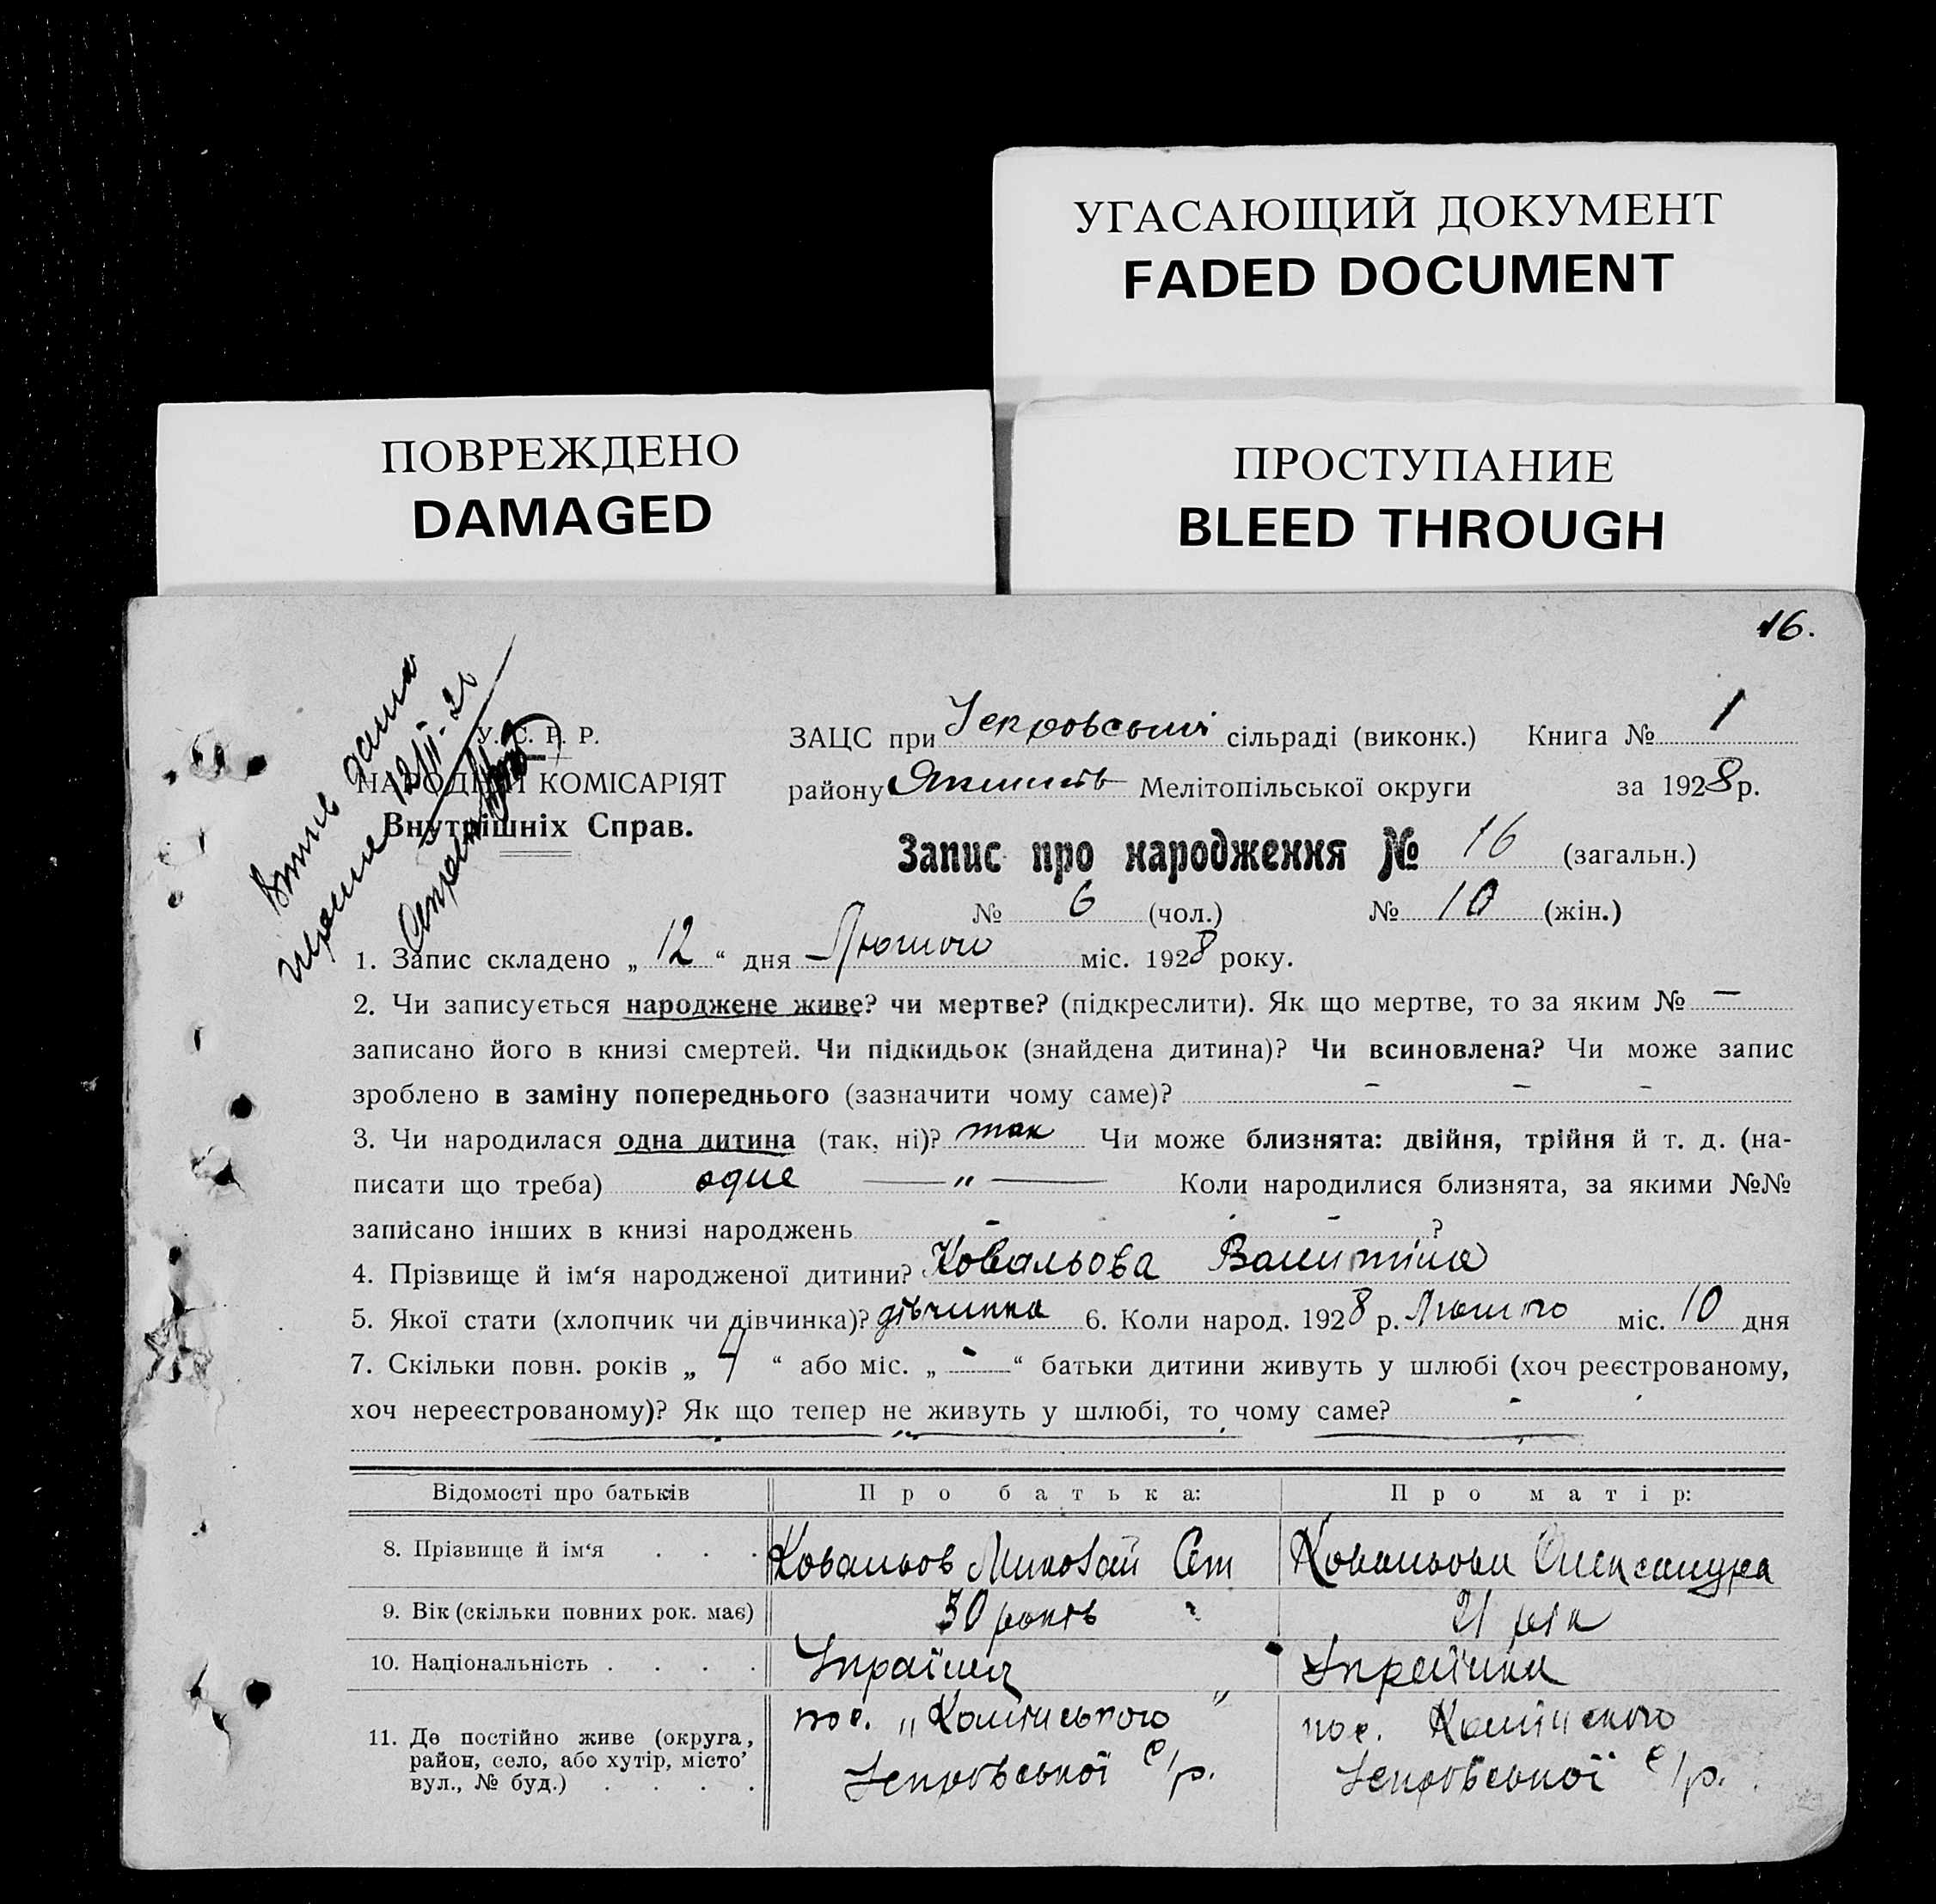 УГАСАЮЩИЙ ДОКУМЕНТ
FADED DOCUMENT
ПОВРЕЖДЕНО
DAMAGED
ПРОСТУПАНИЕ
BLEED THROUGH
16.
У. С. Р. Р.
НАРОДНІЙ КОМІСАРІЯТ
Внутрішніх Справ.
ЗАЦС при сільраді (виконк.) Книга № 1
району Мелітопільської округи за 1928 р.
Запис про народження № 16 (загальн.)
№ 6 (чол.) № 10 (жін.)
1. Запис складено „ 12 “ дня Лютого міс. 1928 року.
2. Чи записується народжене живе? чи мертве? (підкреслити). Як що мертве, то за яким № —
записано його в книзі смертей. Чи підкидьок (знайдена дитина)? Чи всиновлена? Чи може запис
зроблено в заміну попереднього (зазначити чому саме)? - - -
3. Чи народилася одна дитина (так, ні)? так Чи може близнята: двійня, трійня й т. д. (на-
писати що треба) одне — „ — Коли народилися близнята, за якими №№
записано інших в книзі народжень - - ?
4. Прізвище й ім‘я народженої дитини? Ковальова Валентина
5. Якої стати (хлопчик чи дівчинка)? дівчинка 6. Коли народ. 1928 р. Лютого міс. 10 дня
7. Скільки повн. років „ 4 “ або міс. „ - “ батьки дитини живуть у шлюбі (хоч реєстрованому,
хоч нереєстрованому)? Як що тепер не живуть у шлюбі, то чому саме? -
Відомості про батьків Про батька: Про матір:
8. Прізвище й ім‘я . . . Ковальов Миколай Ковальова Олександра
9. Вік (скільки повних рок. має) 30 років 21 рік
10. Національність . . . . Українец Українка
11. Де постійно живе (округа, район, село, або хутір, місто’ вул., № буд.) . . . .
пос. с/р.
пос. с/р.